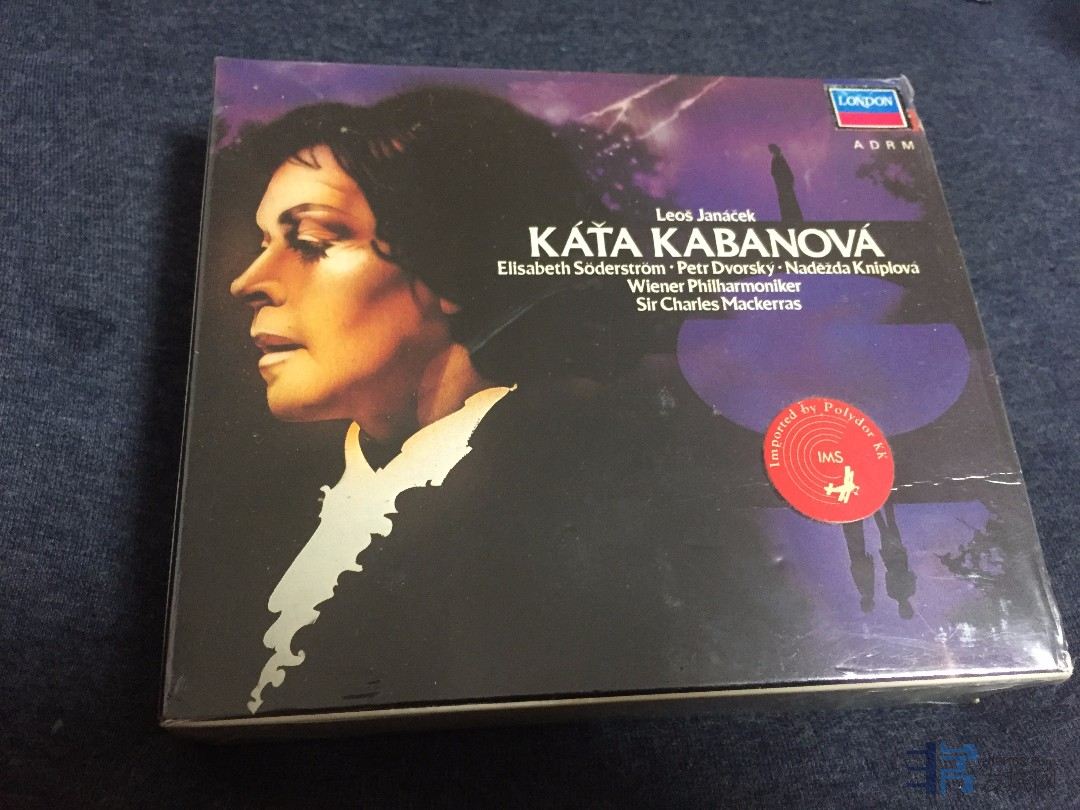 LONDON
ADRM
Leoš Janáček
KÁŤA KABANOVÁ
Elisabeth Söderström · Petr Dvorský · Naděžda Kniplová
Wiener Philharmoniker
Sir Charles Mackerras
Imported by Polydor KK
IMS